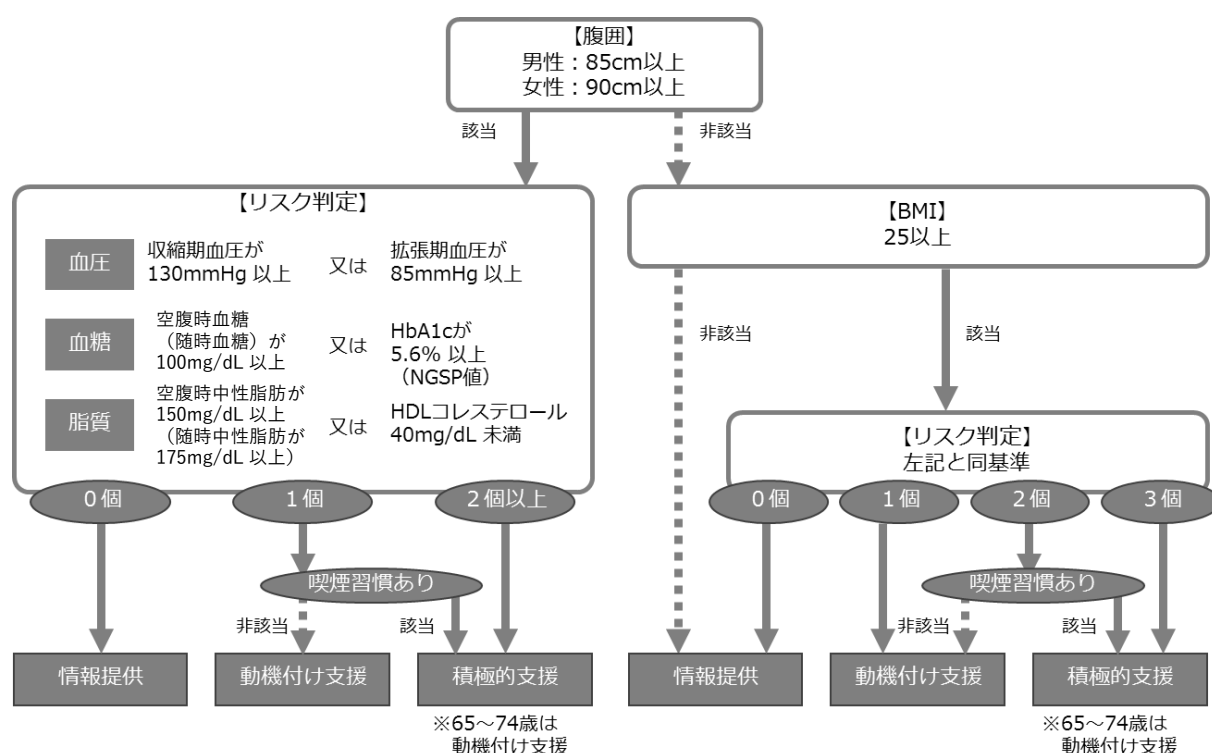 【腹囲】
男性：85cm以上
女性：90cm以上
該当
非該当
【リスク判定】
血圧
収縮期血圧が
130mmHg 以上
又は
拡張期血圧が
85mmHg 以上
血糖
空腹時血糖
（随時血糖）が
100mg/dL 以上
又は
HbA1cが
5.6% 以上
（NGSP値）
脂質
空腹時中性脂肪が
150mg/dL 以上
（随時中性脂肪が
175mg/dL 以上）
又は
HDLコレステロール
40mg/dL 未満
0個
1個
2個以上
喫煙習慣あり
非該当
該当
情報提供
動機付け支援
積極的支援
※65～74歳は
動機付け支援
【BMI】
25以上
非該当
該当
【リスク判定】
左記と同基準
0個
1個
2個
3個
喫煙習慣あり
非該当
該当
情報提供
動機付け支援
積極的支援
※65～74歳は
動機付け支援